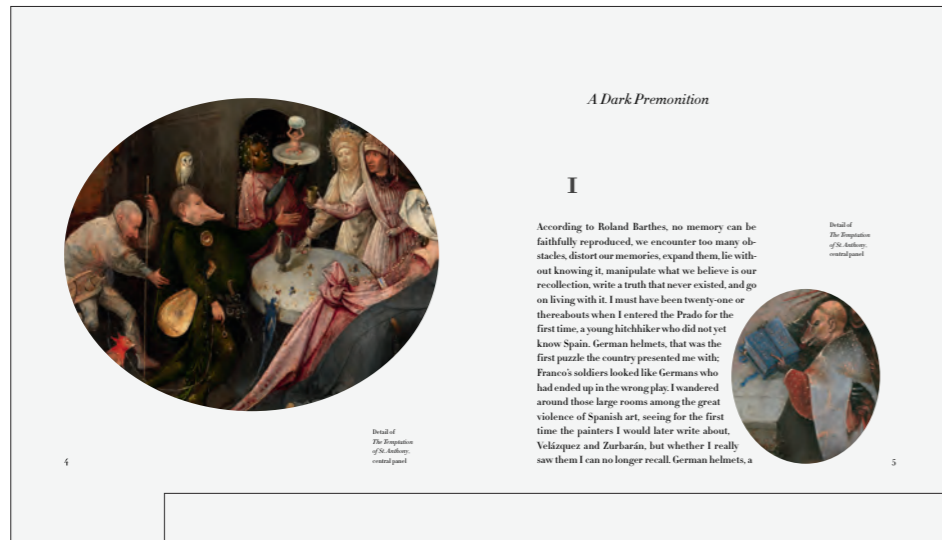 Detail of
The Temptation
of St. Anthony,
central panel
4
A Dark Premonition
I
According to Roland Barthes, no memory can be
faithfully reproduced, we encounter too many ob-
stacles, distort our memories, expand them, lie with-
out knowing it, manipulate what we believe is our
recollection, write a truth that never existed, and go
on living with it. I must have been twenty-one or
thereabouts when I entered the Prado for the
first time, a young hitchhiker who did not yet
know Spain. German helmets, that was the
first puzzle the country presented me with;
Franco's soldiers looked like Germans who
had ended up in the wrong play. I wandered
around those large rooms among the great
violence of Spanish art, seeing for the first
time the painters I would later write about,
Velázquez and Zurbarán, but whether I really
saw them I can no longer recall. German helmets, a
Detail of
The Temptation
of St. Anthony,
central panel
5